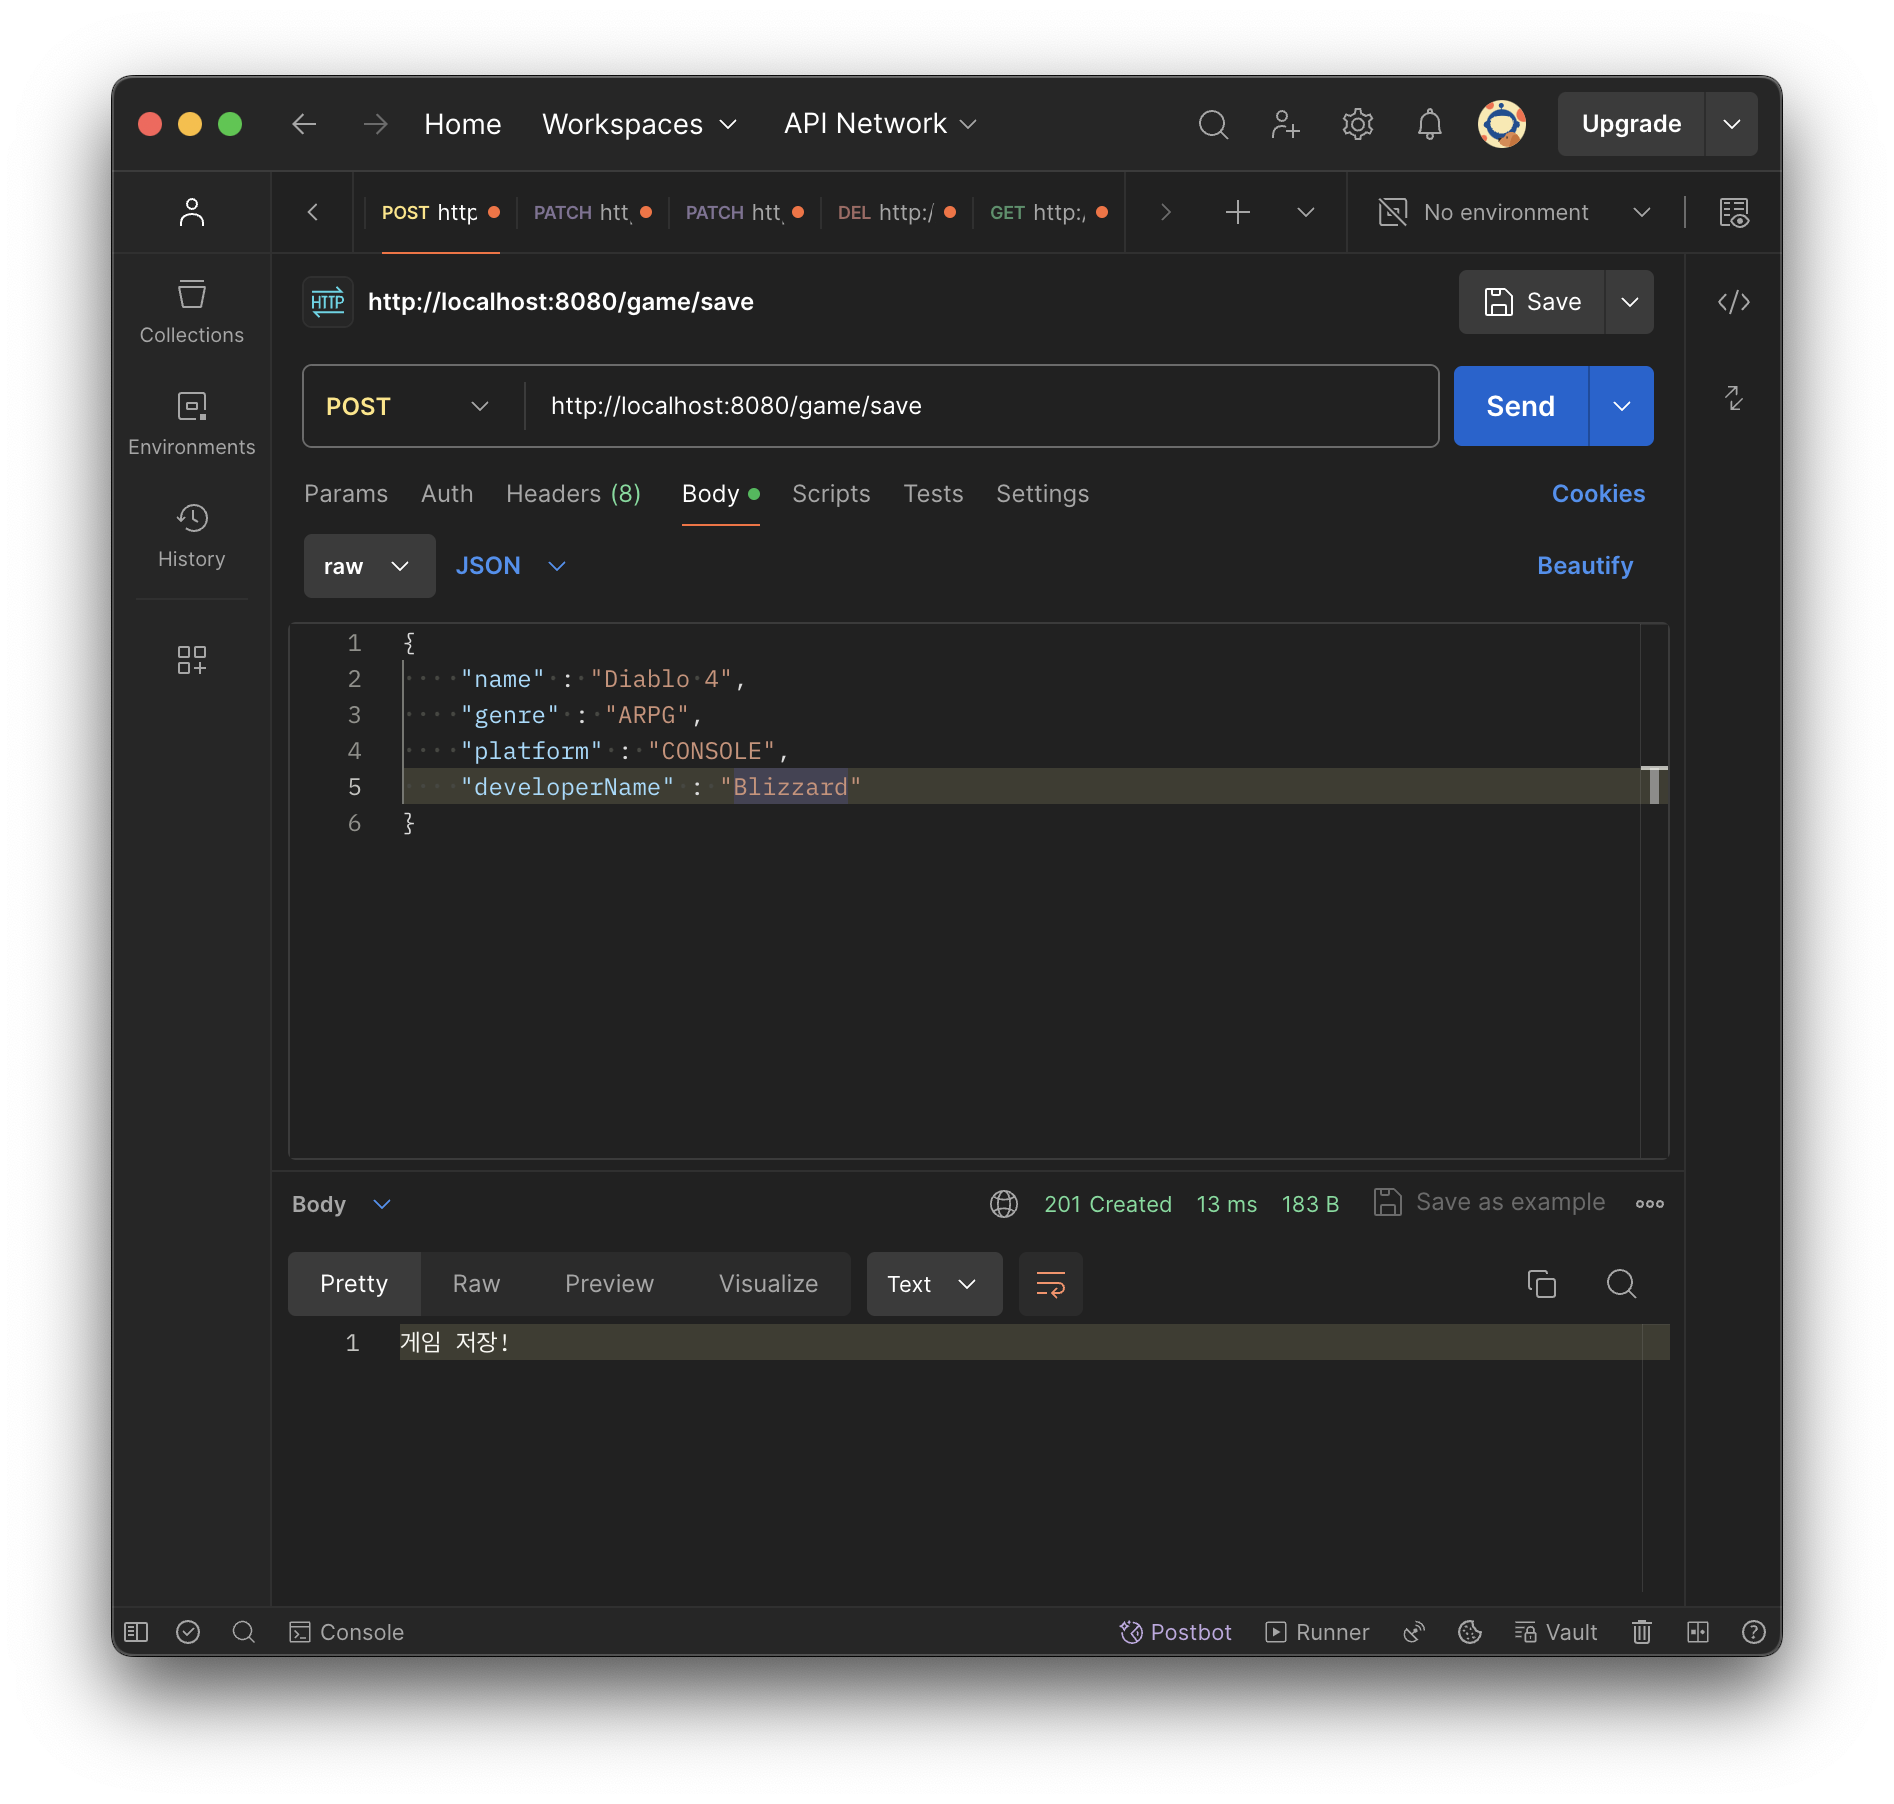 Home Workspaces API Network Upgrade
POST http PATCH htt PATCH htt DEL http:/ GET http:/ No environment
HTTP http://localhost:8080/game/save Save
Collections
POST http://localhost:8080/game/save Send
Environments
Params Auth Headers (8) Body Scripts Tests Settings Cookies
History
raw JSON Beautify
1 {
2 "name" : "Diablo 4",
3 "genre" : "ARPG",
4 "platform" : "CONSOLE",
5 "developerName" : "Blizzard"
6 }
Body 201 Created 13 ms 183 B Save as example
Pretty Raw Preview Visualize Text
1 게임 저장!
Console Postbot Runner Vault